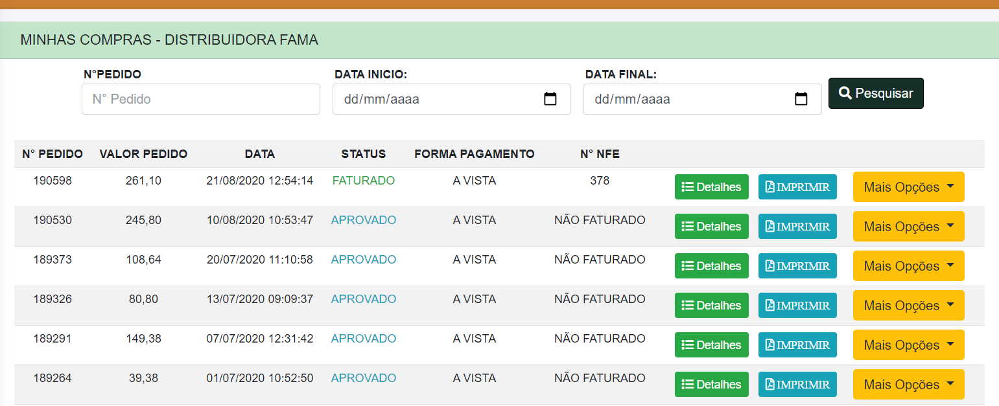 MINHAS COMPRAS - DISTRIBUIDORA FAMA
N°PEDIDO DATA INICIO: DATA FINAL:
N° Pedido dd/mm/aaaa dd/mm/aaaa Pesquisar
N° PEDIDO VALOR PEDIDO DATA STATUS FORMA PAGAMENTO N° NFE
190598 261,10 21/08/2020 12:54:14 FATURADO A VISTA 378 Detalhes IMPRIMIR Mais Opções
190530 245,80 10/08/2020 10:53:47 APROVADO A VISTA NÃO FATURADO Detalhes IMPRIMIR Mais Opções
189373 108,64 20/07/2020 11:10:58 APROVADO A VISTA NÃO FATURADO Detalhes IMPRIMIR Mais Opções
189326 80,80 13/07/2020 09:09:37 APROVADO A VISTA NÃO FATURADO Detalhes IMPRIMIR Mais Opções
189291 149,38 07/07/2020 12:31:42 APROVADO A VISTA NÃO FATURADO Detalhes IMPRIMIR Mais Opções
189264 39,38 01/07/2020 10:52:50 APROVADO A VISTA NÃO FATURADO Detalhes IMPRIMIR Mais Opções